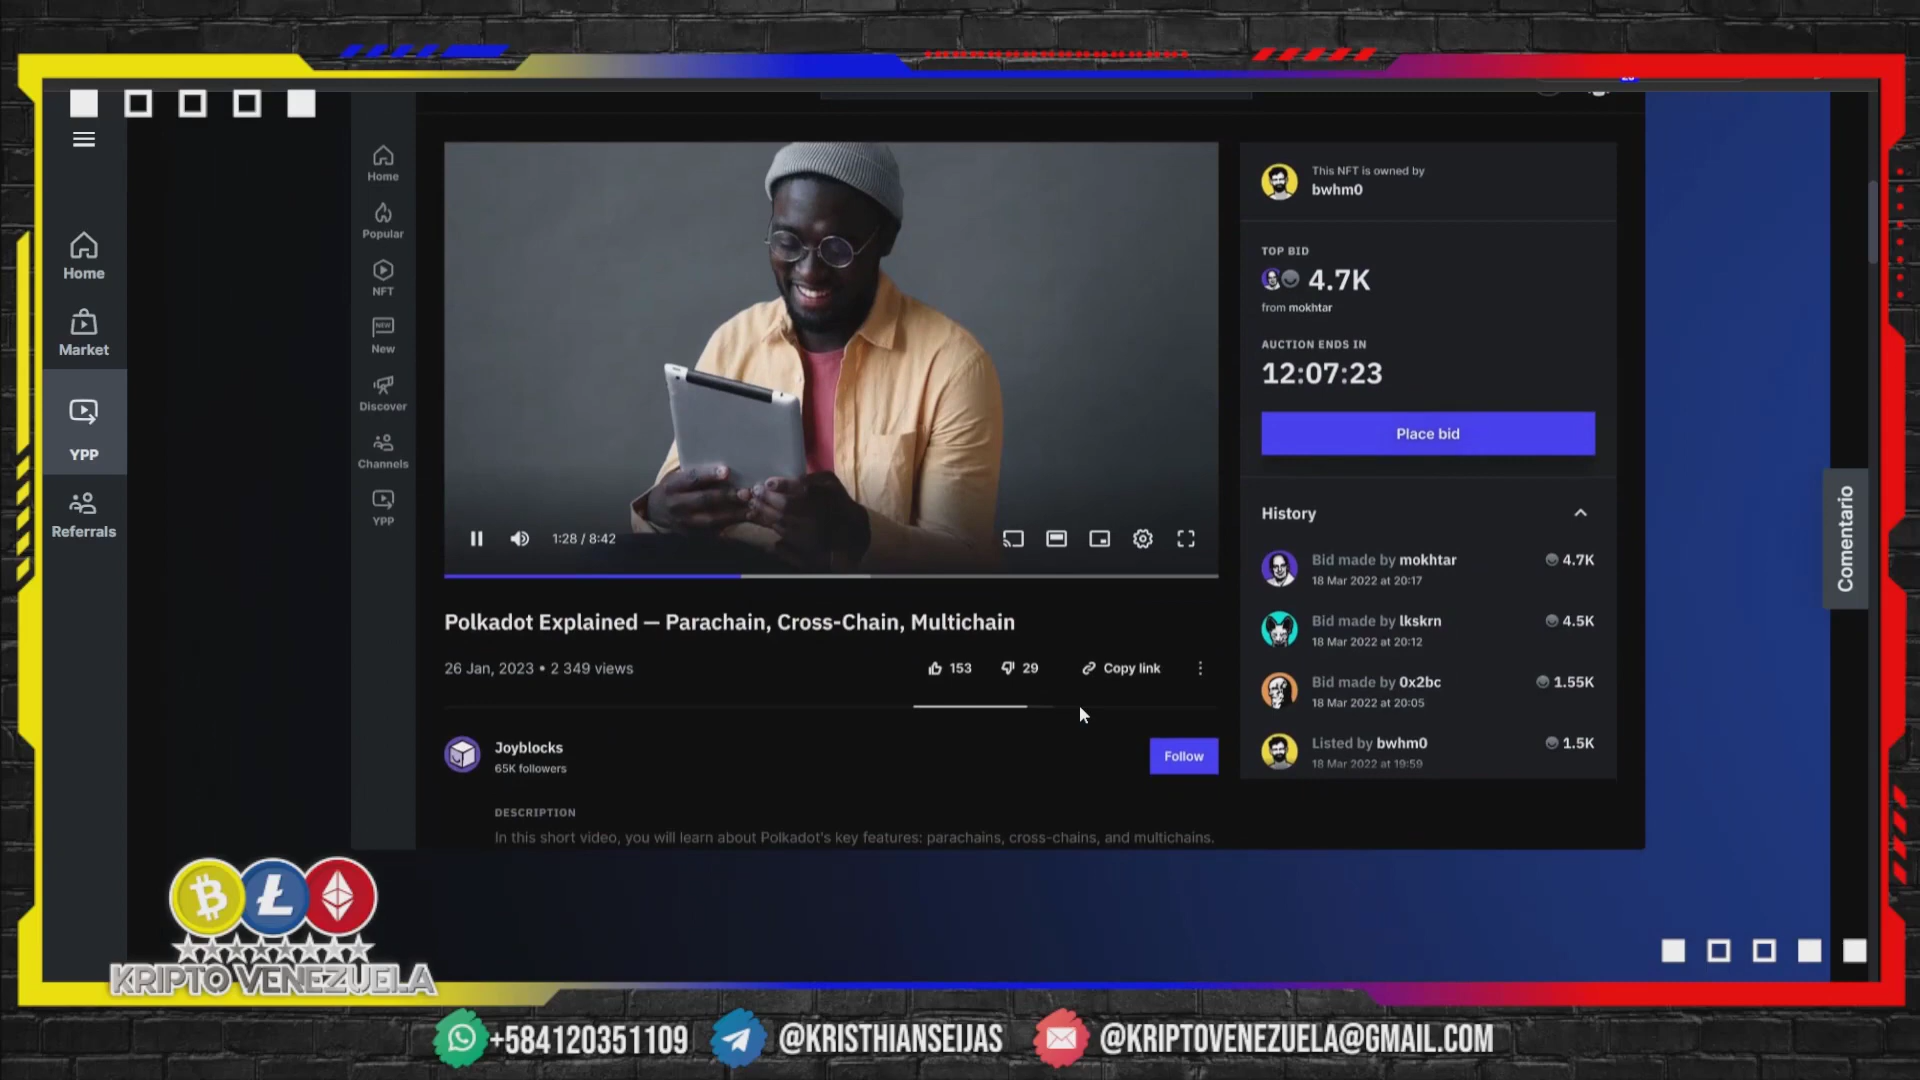 Home
Market
YPP
Referrals
Home
Popular
NFT
NEW
New
Discover
Channels
YPP
1:28 / 8:42
Polkadot Explained — Parachain, Cross-Chain, Multichain
26 Jan, 2023 • 2 349 views
153
29
Copy link
Joyblocks
65K followers
Follow
DESCRIPTION
In this short video, you will learn about Polkadot's key features: parachains, cross-chains, and multichains.
This NFT is owned by
bwhm0
TOP BID
4.7K
from mokhtar
AUCTION ENDS IN
12:07:23
Place bid
History
Bid made by mokhtar
4.7K
18 Mar 2022 at 20:17
Bid made by lkskrn
4.5K
18 Mar 2022 at 20:12
Bid made by 0x2bc
1.55K
18 Mar 2022 at 20:05
Listed by bwhm0
1.5K
18 Mar 2022 at 19:59
Comentario
KRIPTO VENEZUELA
+584120351109
@KRISTHIANSEIJAS
@KRIPTOVENEZUELA@GMAIL.COM